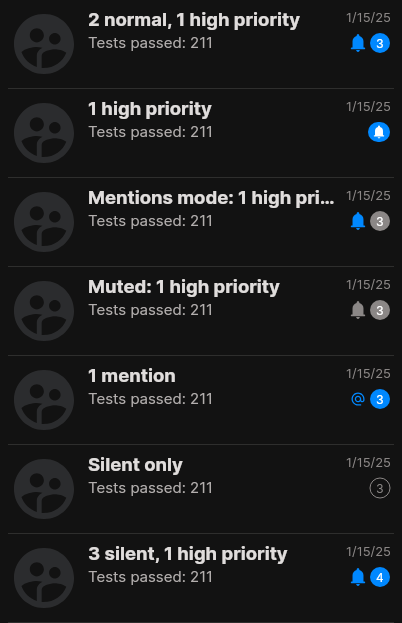 2 normal, 1 high priority 1/15/25
Tests passed: 211 3
1 high priority 1/15/25
Tests passed: 211
Mentions mode: 1 high pri... 1/15/25
Tests passed: 211 3
Muted: 1 high priority 1/15/25
Tests passed: 211 3
1 mention 1/15/25
Tests passed: 211 @ 3
Silent only 1/15/25
Tests passed: 211 3
3 silent, 1 high priority 1/15/25
Tests passed: 211 4